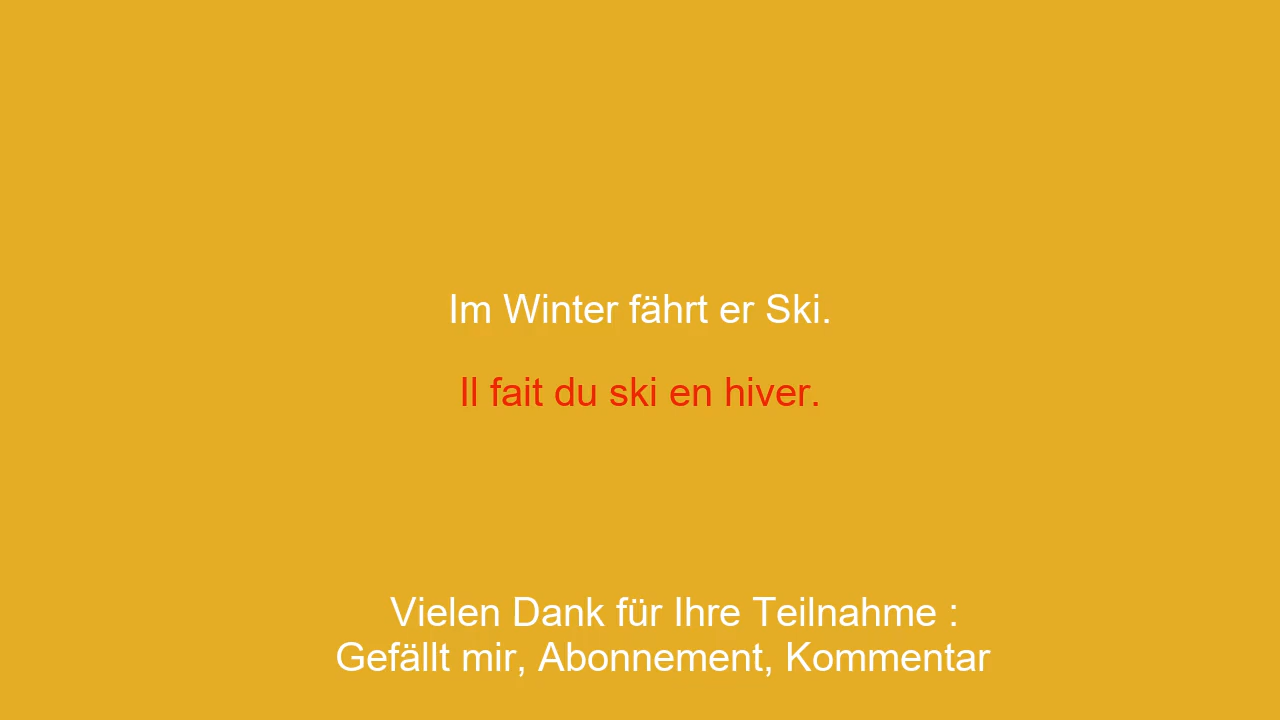 Im Winter fährt er Ski.
Il fait du ski en hiver.
Vielen Dank für Ihre Teilnahme :
Gefällt mir, Abonnement, Kommentar